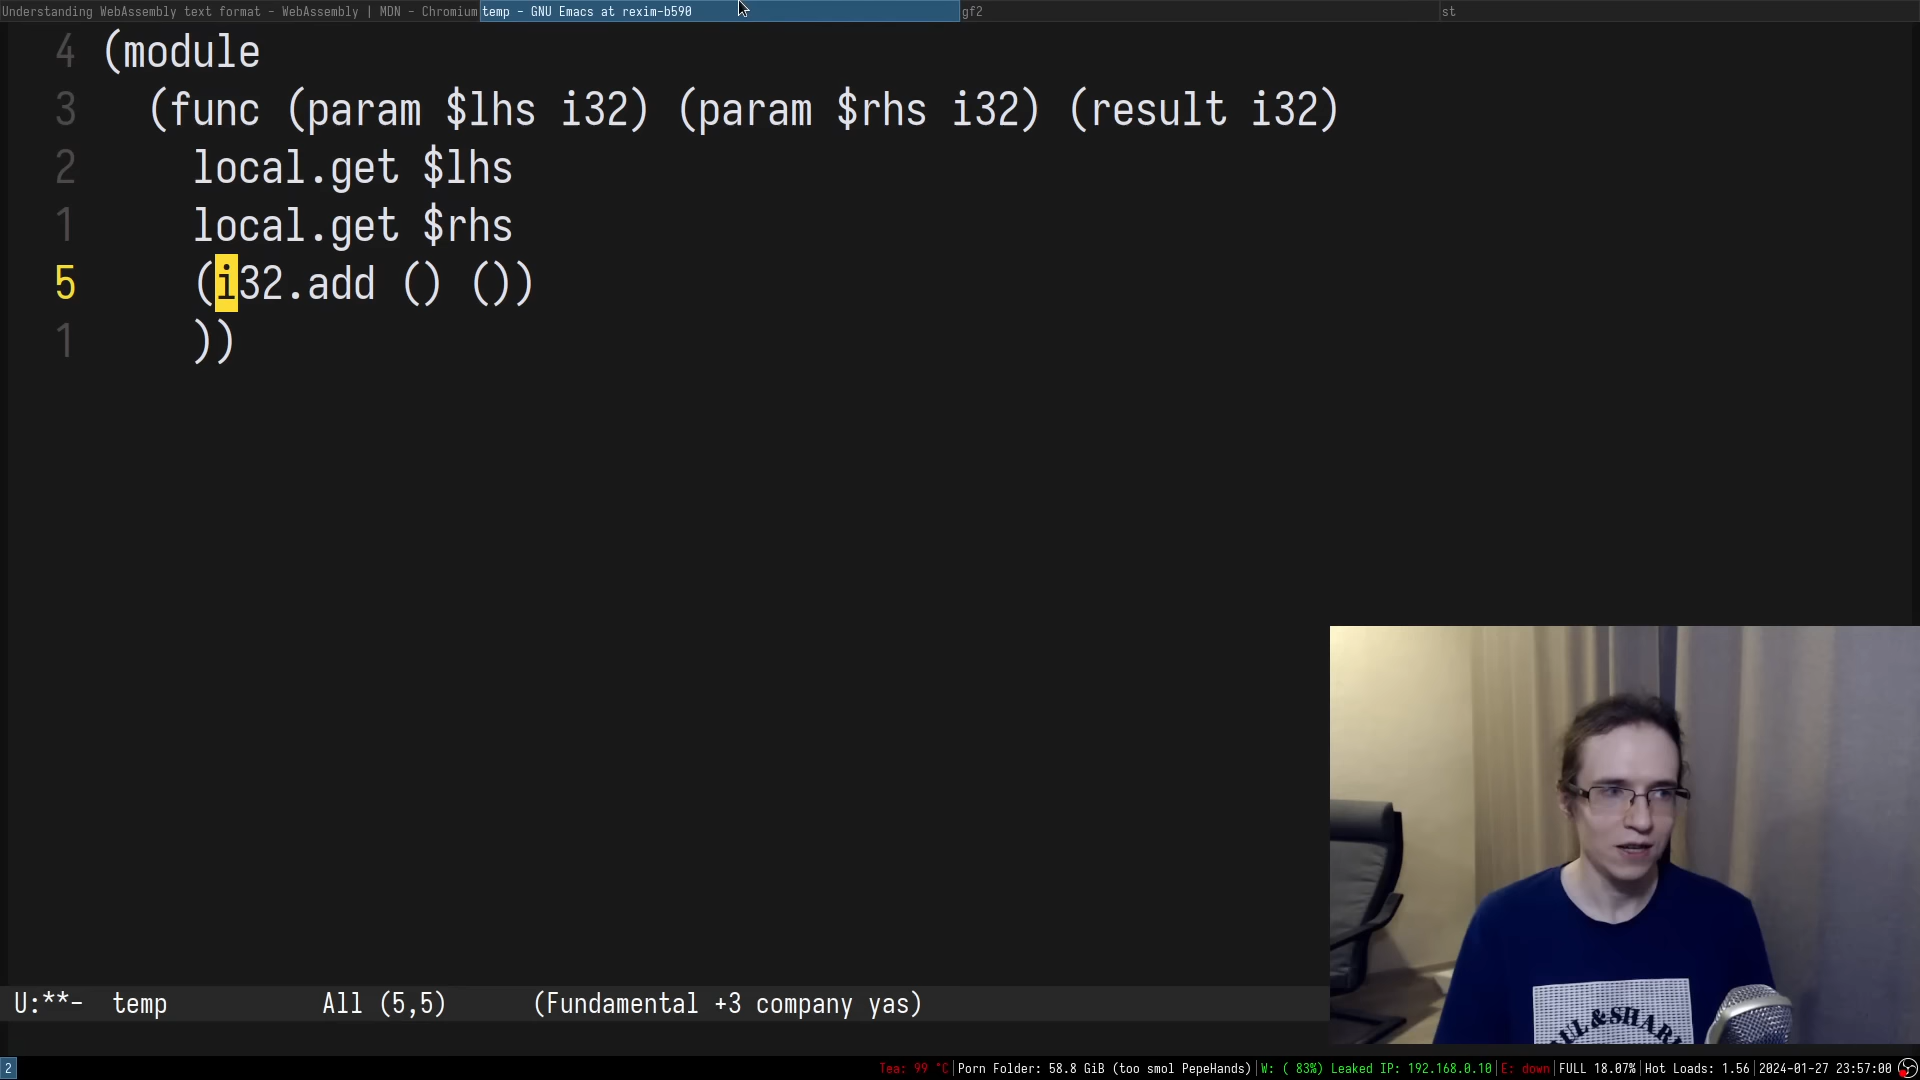 Understanding WebAssembly text format - WebAssembly | MDN - Chromium
temp - GNU Emacs at rexim-b590
gf2
st
4 (module
3 (func (param $lhs i32) (param $rhs i32) (result i32)
2 local.get $lhs
1 local.get $rhs
5 (i32.add () ())
1 ))
U:**- temp All (5,5) (Fundamental +3 company yas)
UL&SHAR
2
Tea: 99 °C|Porn Folder: 58.8 GiB (too smol PepeHands)|W: ( 83%) Leaked IP: 192.168.0.10|E: down|FULL 18.07%|Hot Loads: 1.56|2024-01-27 23:57:00